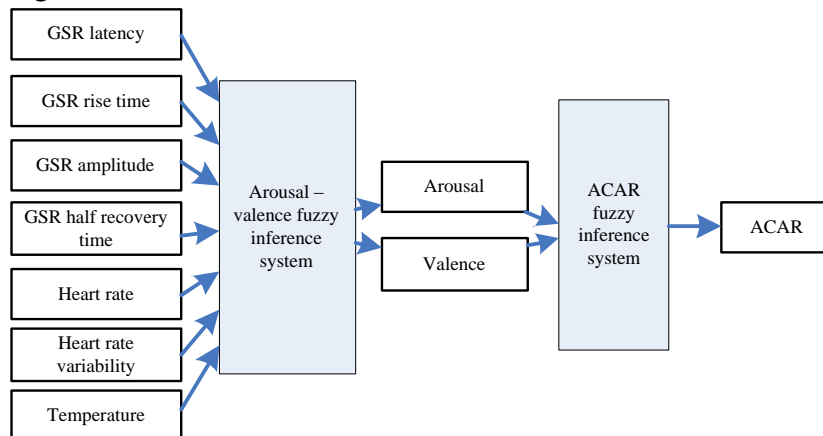 GSR latency
GSR rise time
GSR amplitude
GSR half recovery
time
Heart rate
Heart rate
variability
Temperature
Arousal –
valence fuzzy
inference
system
Arousal
Valence
ACAR
fuzzy
inference
system
ACAR